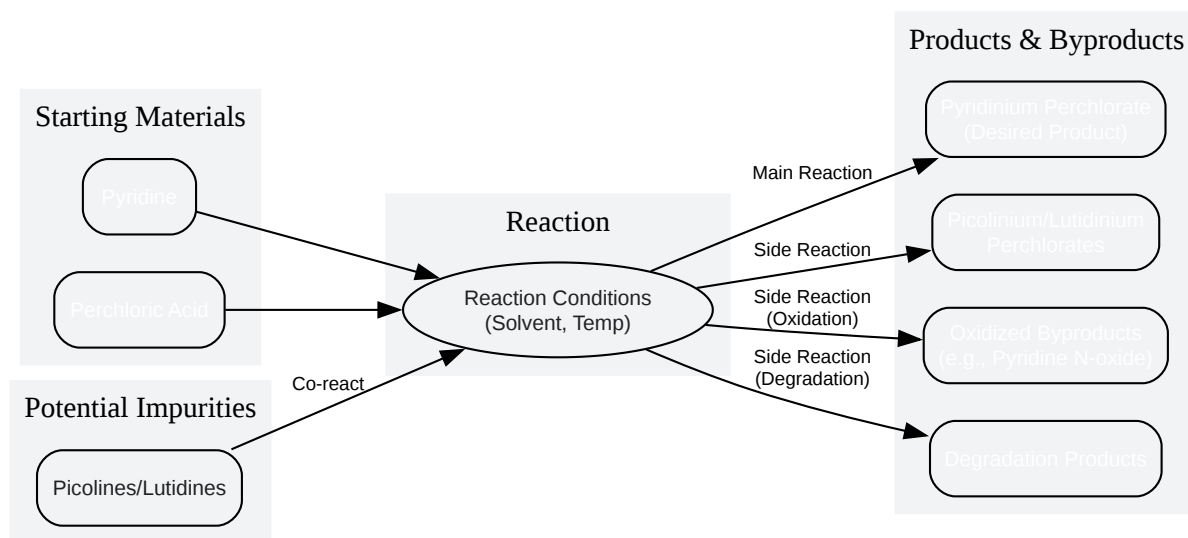 Starting Materials
Pyridine
Perchloric Acid
Potential Impurities
Picolines/Lutidines
Co-react
Reaction
Reaction Conditions
(Solvent, Temp)
Main Reaction
Side Reaction
Side Reaction
(Oxidation)
Side Reaction
(Degradation)
Products & Byproducts
Pyridinium Perchlorate
(Desired Product)
Picolinium/Lutidinium
Perchlorates
Oxidized Byproducts
(e.g., Pyridine N-oxide)
Degradation Products